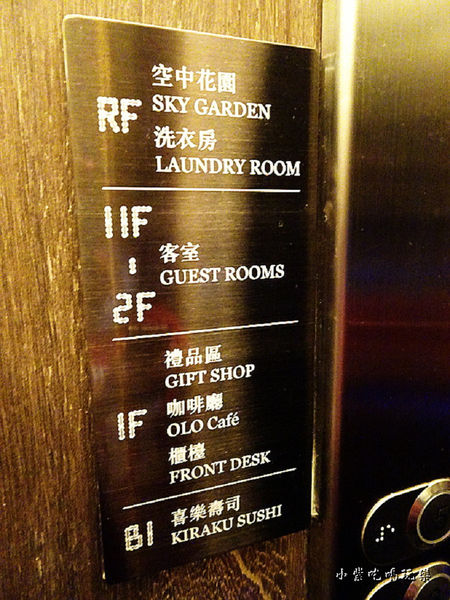 RF
空中花園
SKY GARDEN
洗衣房
LAUNDRY ROOM
11F
2F
客室
GUEST ROOMS
1F
禮品區
GIFT SHOP
咖啡廳
OLO Café
櫃檯
FRONT DESK
B1
喜樂壽司
KIRAKU SUSHI
小紫吃喝玩樂